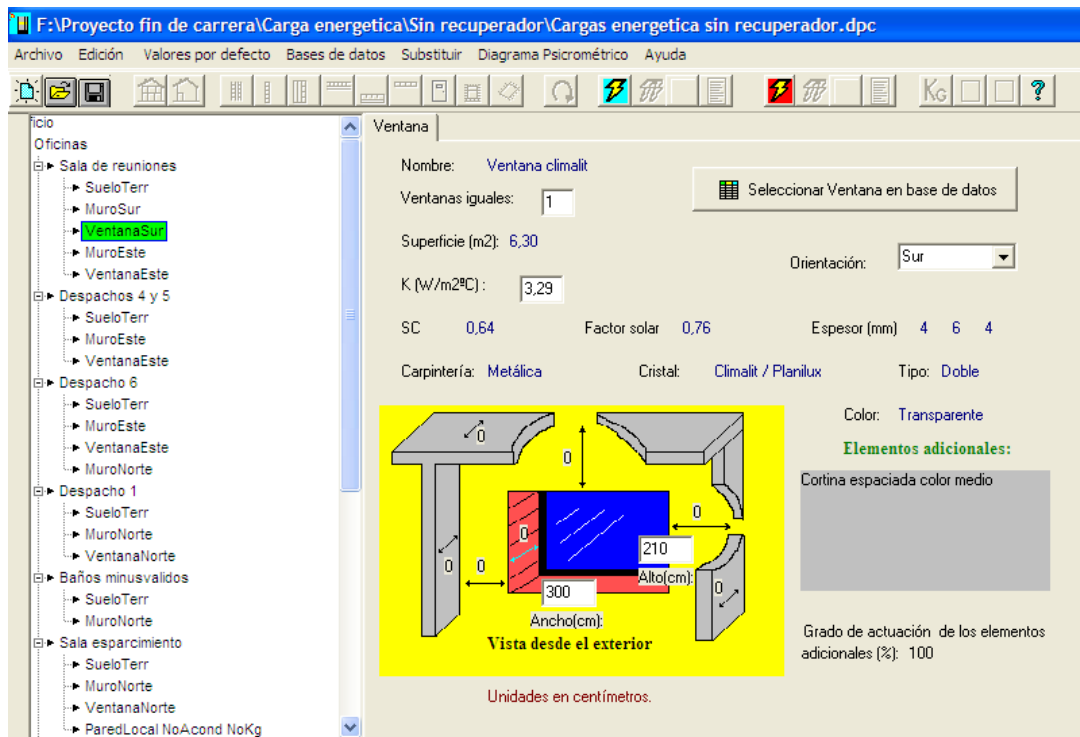 F:\Proyecto fin de carrera\Carga energetica\Sin recuperador\Cargas energetica sin recuperador.dpc
Archivo Edición Valores por defecto Bases de datos Substituir Diagrama Psicrométrico Ayuda
KG ?
ficio
Oficinas
Sala de reuniones
SueloTerr
MuroSur
VentanaSur
MuroEste
VentanaEste
Despachos 4 y 5
SueloTerr
MuroEste
VentanaEste
Despacho 6
SueloTerr
MuroEste
VentanaEste
MuroNorte
Despacho 1
SueloTerr
MuroNorte
VentanaNorte
Baños minusvalidos
SueloTerr
MuroNorte
Sala esparcimiento
SueloTerr
MuroNorte
VentanaNorte
ParedLocal NoAcond NoKg
Ventana
Nombre: Ventana climalit
Ventanas iguales: 1
Seleccionar Ventana en base de datos
Superficie (m2): 6,30
Orientación: Sur
K (W/m2ºC) : 3,29
SC 0,64 Factor solar 0,76 Espesor (mm) 4 6 4
Carpintería: Metálica Cristal: Climalit / Planilux Tipo: Doble
Color: Transparente
Elementos adicionales:
Cortina espaciada color medio
0
0
0
0
210
0 0
Alto(cm):
0
300
Ancho(cm):
Vista desde el exterior
Grado de actuación de los elementos
adicionales (%): 100
Unidades en centímetros.